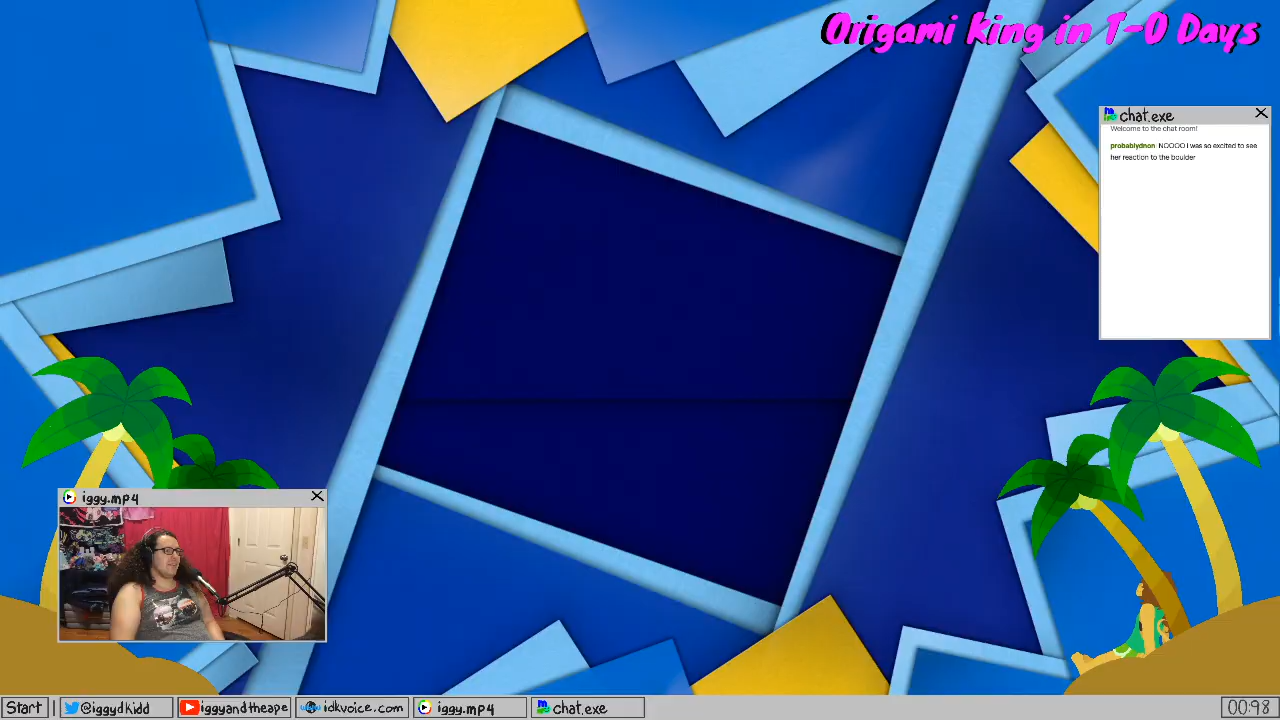 Origami King in T-0 Days
chat.exe
Welcome to the chat room!
probablydnon NOOOO i was so excited to see
her reaction to the boulder
iggy.mp4
Start | @iggydkidd iggyandtheape idkvoice.com iggy.mp4 chat.exe 00:98